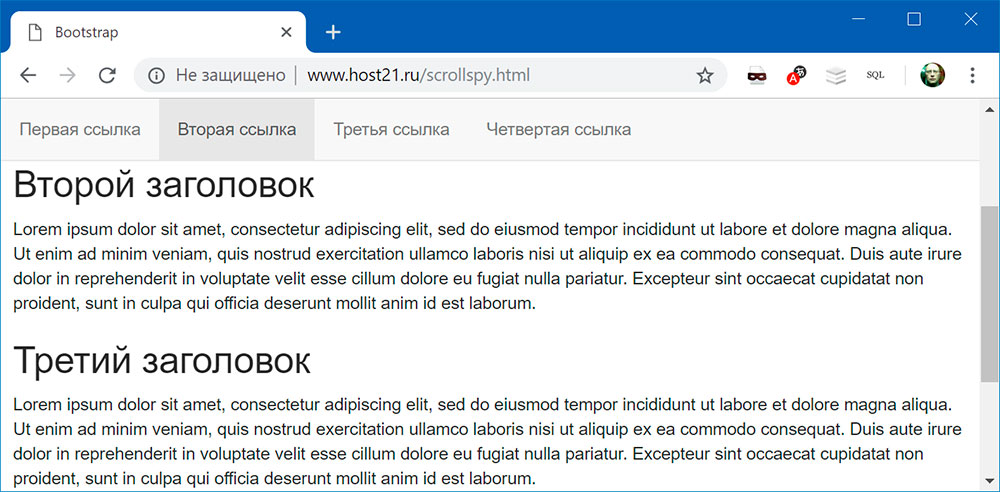 Bootstrap
Не защищено www.host21.ru/scrollspy.html
SQL
Первая ссылка Вторая ссылка Третья ссылка Четвертая ссылка
Второй заголовок
Lorem ipsum dolor sit amet, consectetur adipiscing elit, sed do eiusmod tempor incididunt ut labore et dolore magna aliqua.
Ut enim ad minim veniam, quis nostrud exercitation ullamco laboris nisi ut aliquip ex ea commodo consequat. Duis aute irure
dolor in reprehenderit in voluptate velit esse cillum dolore eu fugiat nulla pariatur. Excepteur sint occaecat cupidatat non
proident, sunt in culpa qui officia deserunt mollit anim id est laborum.
Третий заголовок
Lorem ipsum dolor sit amet, consectetur adipiscing elit, sed do eiusmod tempor incididunt ut labore et dolore magna aliqua.
Ut enim ad minim veniam, quis nostrud exercitation ullamco laboris nisi ut aliquip ex ea commodo consequat. Duis aute irure
dolor in reprehenderit in voluptate velit esse cillum dolore eu fugiat nulla pariatur. Excepteur sint occaecat cupidatat non
proident, sunt in culpa qui officia deserunt mollit anim id est laborum.